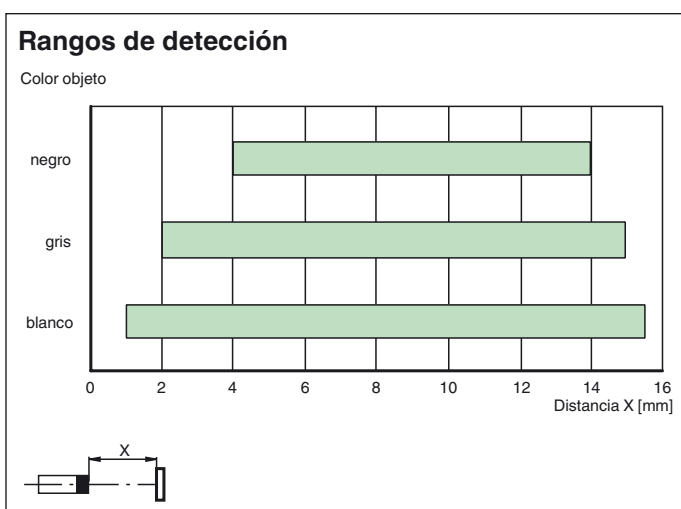 Rangos de detección
Color objeto
negro
gris
blanco
0 2 4 6 8 10 12 14 16
Distancia X [mm]
X